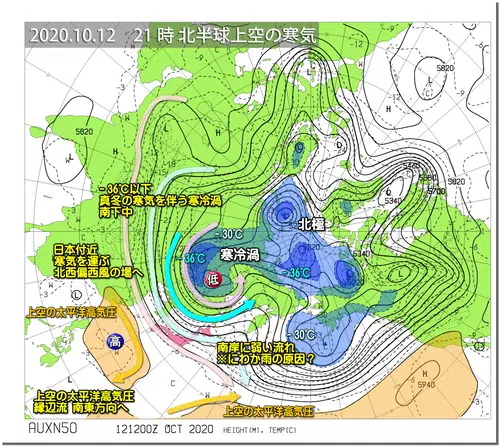 2020.10.12 21時 北半球上空の寒気
5820
5820
-36℃以下
真冬の寒気を伴う寒冷渦
南下中
-30℃
北極
日本付近
寒気を運ぶ
北西偏西風の場へ
-36℃
寒冷渦
低
-36℃
上空の太平洋高気圧
-30℃
高
南岸に弱い流れ
※にわか雨の原因?
上空の太平洋高気圧
縁辺流 南東方向へ
上空の太平洋高気圧
5940
AUXN50 121200Z OCT 2020 HEIGHT(M), TEMP(C)